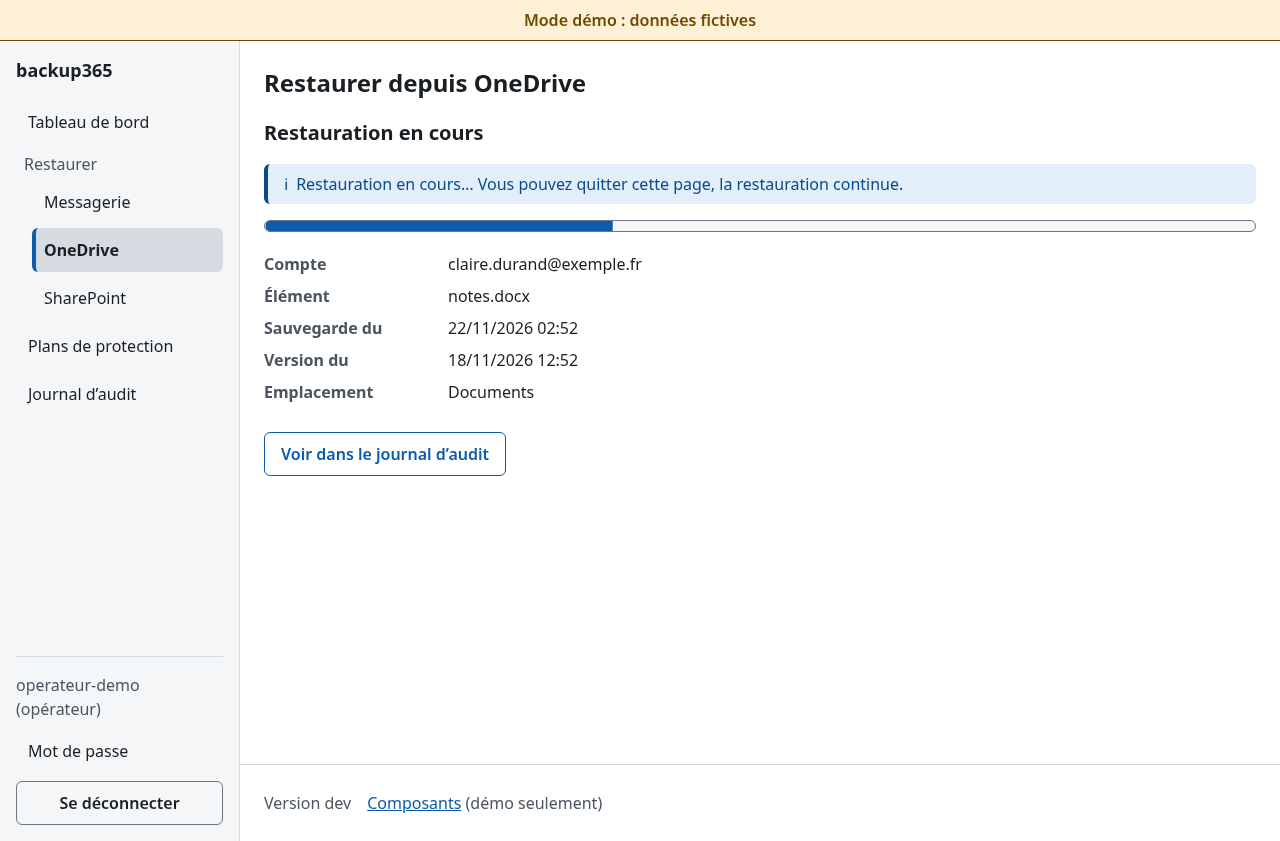 Mode démo : données fictives
backup365
Tableau de bord
Restaurer
Messagerie
OneDrive
SharePoint
Plans de protection
Journal d’audit
operateur-demo
(opérateur)
Mot de passe
Se déconnecter
Restaurer depuis OneDrive
Restauration en cours
i Restauration en cours… Vous pouvez quitter cette page, la restauration continue.
Compte claire.durand@exemple.fr
Élément notes.docx
Sauvegarde du 22/11/2026 02:52
Version du 18/11/2026 12:52
Emplacement Documents
Voir dans le journal d’audit
Version dev Composants (démo seulement)